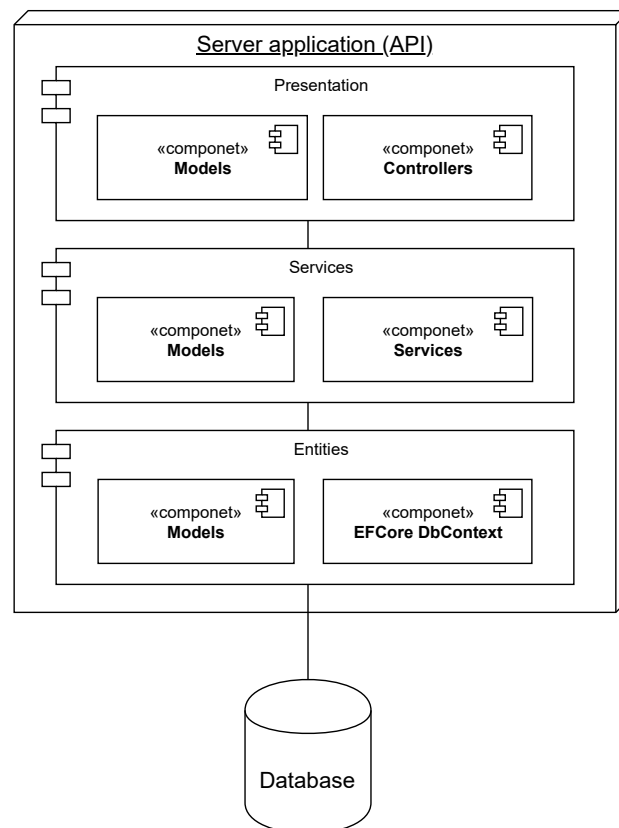 Server application (API)
Presentation
«componet»
Models
«componet»
Controllers
Services
«componet»
Models
«componet»
Services
Entities
«componet»
Models
«componet»
EFCore DbContext
Database